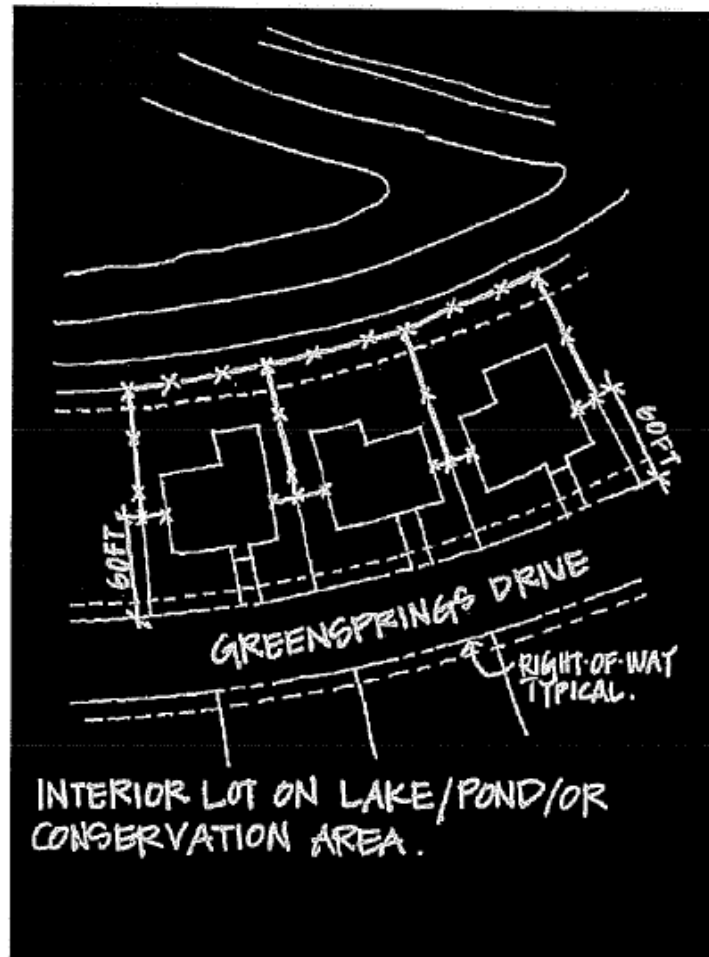 60FT
60FT
GREENSPRINGS DRIVE
RIGHT-OF-WAY
TYPICAL.
INTERIOR LOT ON LAKE/POND/OR
CONSERVATION AREA.